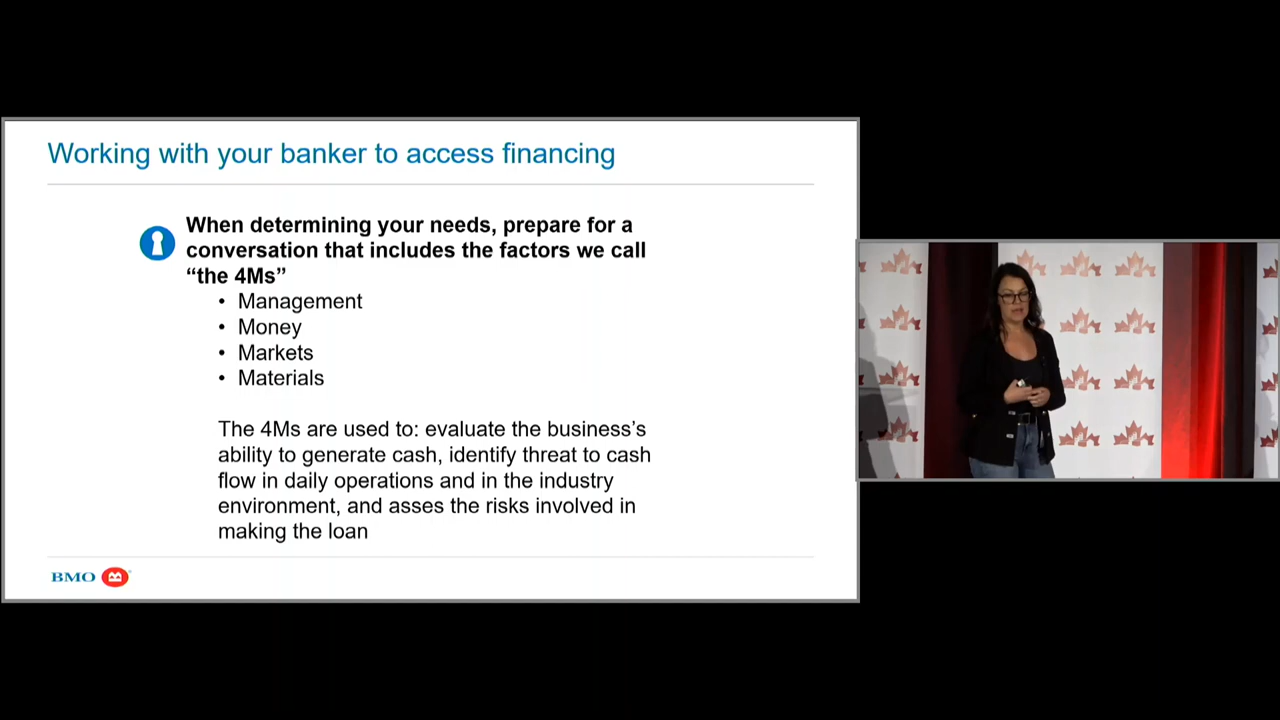 Working with your banker to access financing
When determining your needs, prepare for a
conversation that includes the factors we call
“the 4Ms”
• Management
• Money
• Markets
• Materials
The 4Ms are used to: evaluate the business’s
ability to generate cash, identify threat to cash
flow in daily operations and in the industry
environment, and asses the risks involved in
making the loan
BMO